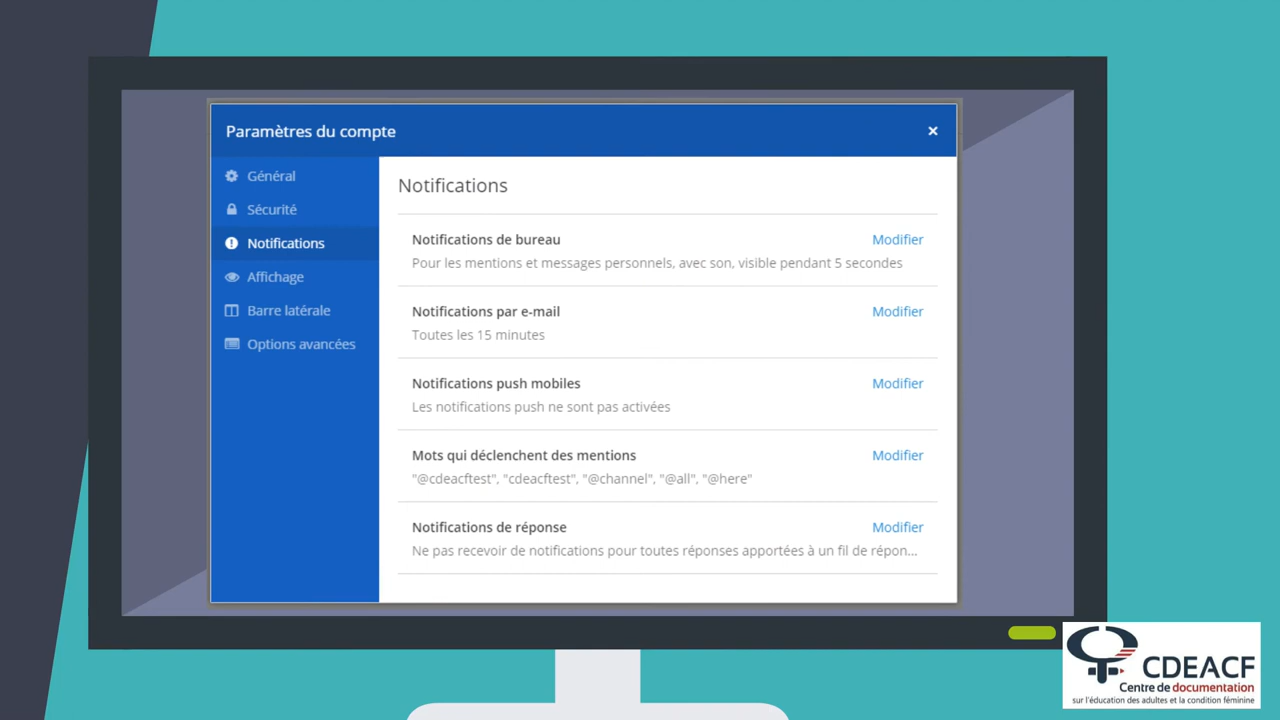 Paramètres du compte
Général
Sécurité
Notifications
Affichage
Barre latérale
Options avancées
Notifications
Notifications de bureau
Modifier
Pour les mentions et messages personnels, avec son, visible pendant 5 secondes
Notifications par e-mail
Modifier
Toutes les 15 minutes
Notifications push mobiles
Modifier
Les notifications push ne sont pas activées
Mots qui déclenchent des mentions
Modifier
"@cdeacftest", "cdeacftest", "@channel", "@all", "@here"
Notifications de réponse
Modifier
Ne pas recevoir de notifications pour toutes réponses apportées à un fil de répon...
CDEACF
Centre de documentation
sur l'éducation des adultes et la condition féminine